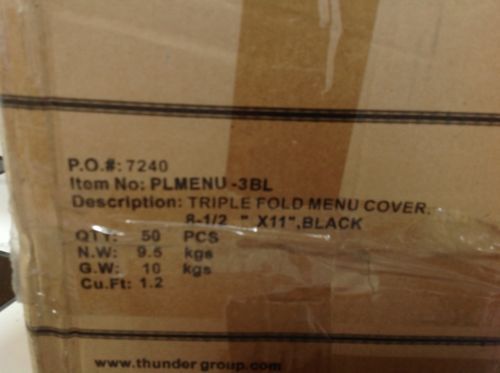 P.O.#: 7240
Item No: PLMENU -3BL
Description: TRIPLE FOLD MENU COVER,
8-1/2 " X11",BLACK
QTY: 50 PCS
N.W: 9.5 kgs
G.W: 10 kgs
Cu.Ft: 1.2
www.thundergroup.com